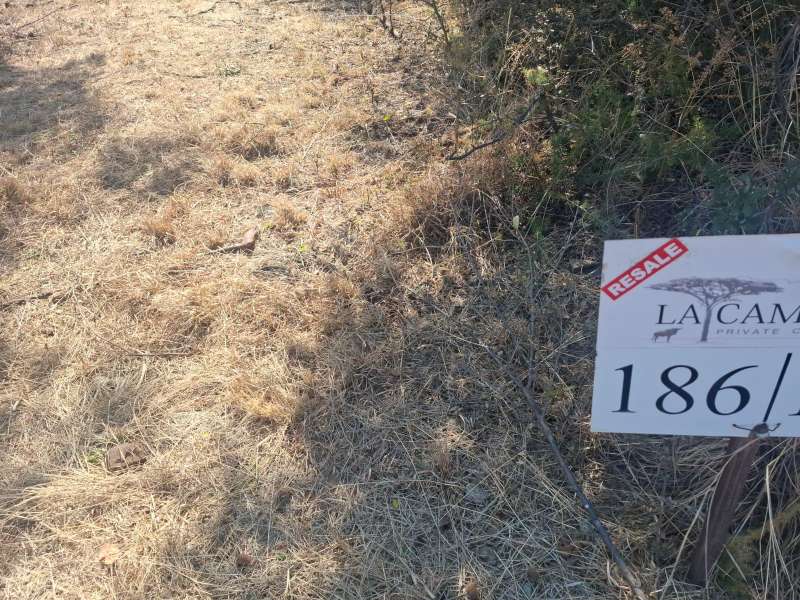 RESALE
LA CAM
PRIVATE
186/